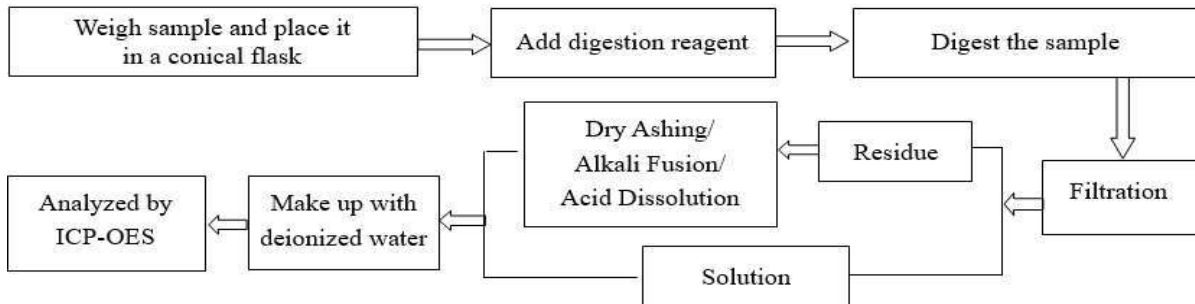 Weigh sample and place it
in a conical flask
Add digestion reagent
Digest the sample
Filtration
Residue
Dry Ashing/
Alkali Fusion/
Acid Dissolution
Solution
Make up with
deionized water
Analyzed by
ICP-OES